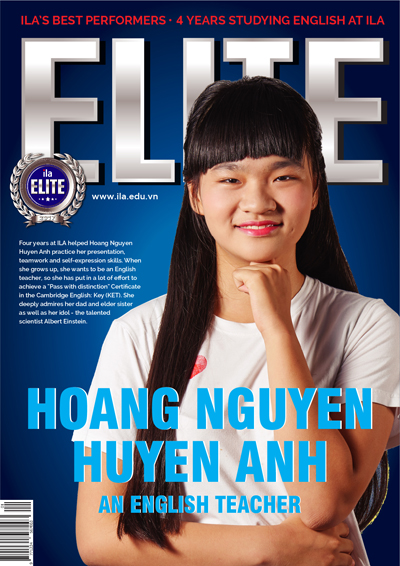 ILA'S BEST PERFORMERS • 4 YEARS STUDYING ENGLISH AT ILA
ELITE
ila
ELITE
www.ila.edu.vn
Four years at ILA helped Hoang Nguyen
Huyen Anh practice her presentation,
teamwork and self-expression skills. When
she grows up, she wants to be an English
teacher, so she has put in a lot of effort to
achieve a "Pass with distinction" Certificate
in the Cambridge English: Key (KET). She
deeply admires her dad and elder sister
as well as her idol - the talented
scientist Albert Einstein.
HOANG NGUYEN
HUYEN ANH
AN ENGLISH TEACHER